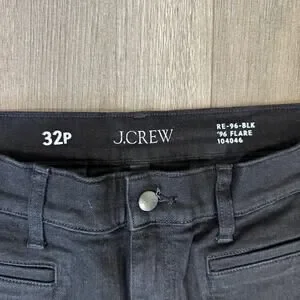 32P
J.CREW
RE-96-BLK
'96 FLARE
104046